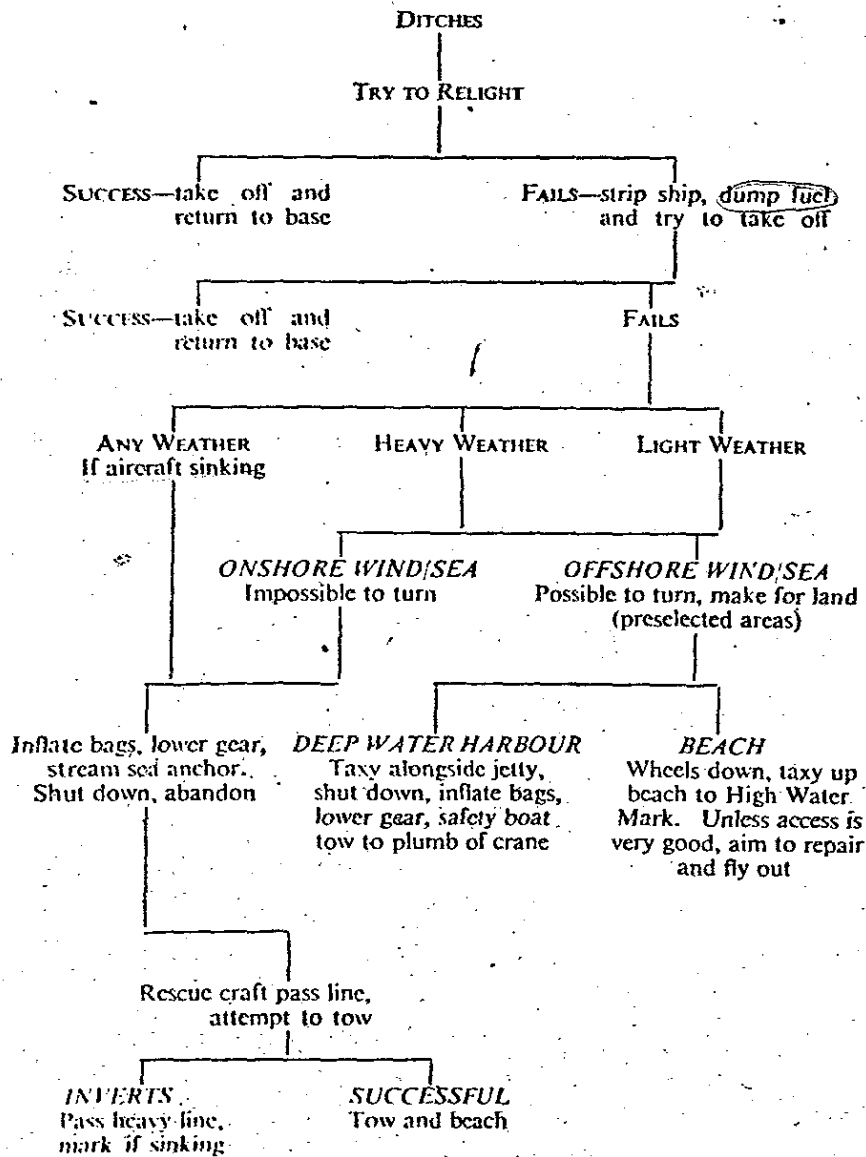 DITCHES
TRY TO RELIGHT
SUCCESS—take off and
return to base
FAILS—strip ship, dump fuel
and try to take off
SUCCESS—take off and
return to base
FAILS
ANY WEATHER
If aircraft sinking
HEAVY WEATHER
LIGHT WEATHER
ONSHORE WIND/SEA
Impossible to turn
OFFSHORE WIND/SEA
Possible to turn, make for land
(preselected areas)
Inflate bags, lower gear,
stream sea anchor.
Shut down, abandon
DEEP WATER HARBOUR
Taxy alongside jetty,
shut down, inflate bags,
lower gear, safety boat
tow to plumb of crane
BEACH
Wheels down, taxy up
beach to High Water
Mark. Unless access is
very good, aim to repair
and fly out
Rescue craft pass line,
attempt to tow
INVERTS
Pass heavy line,
mark if sinking
SUCCESSFUL
Tow and beach